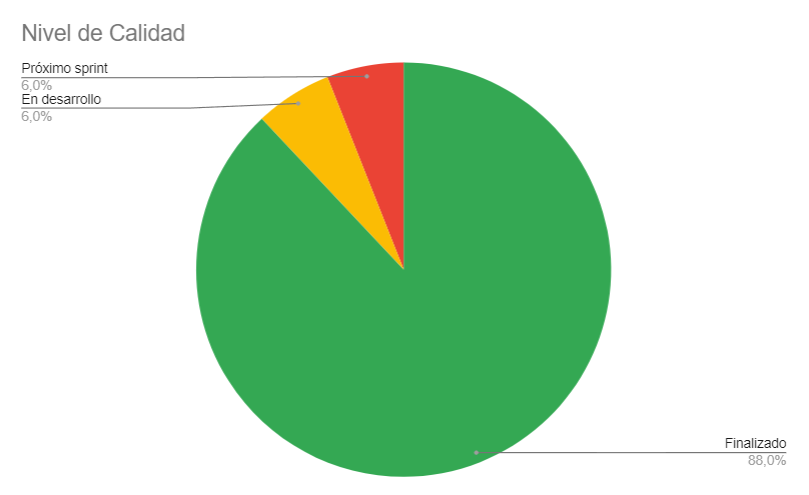 Nivel de Calidad
Próximo sprint
6,0%
En desarrollo
6,0%
Finalizado
88,0%